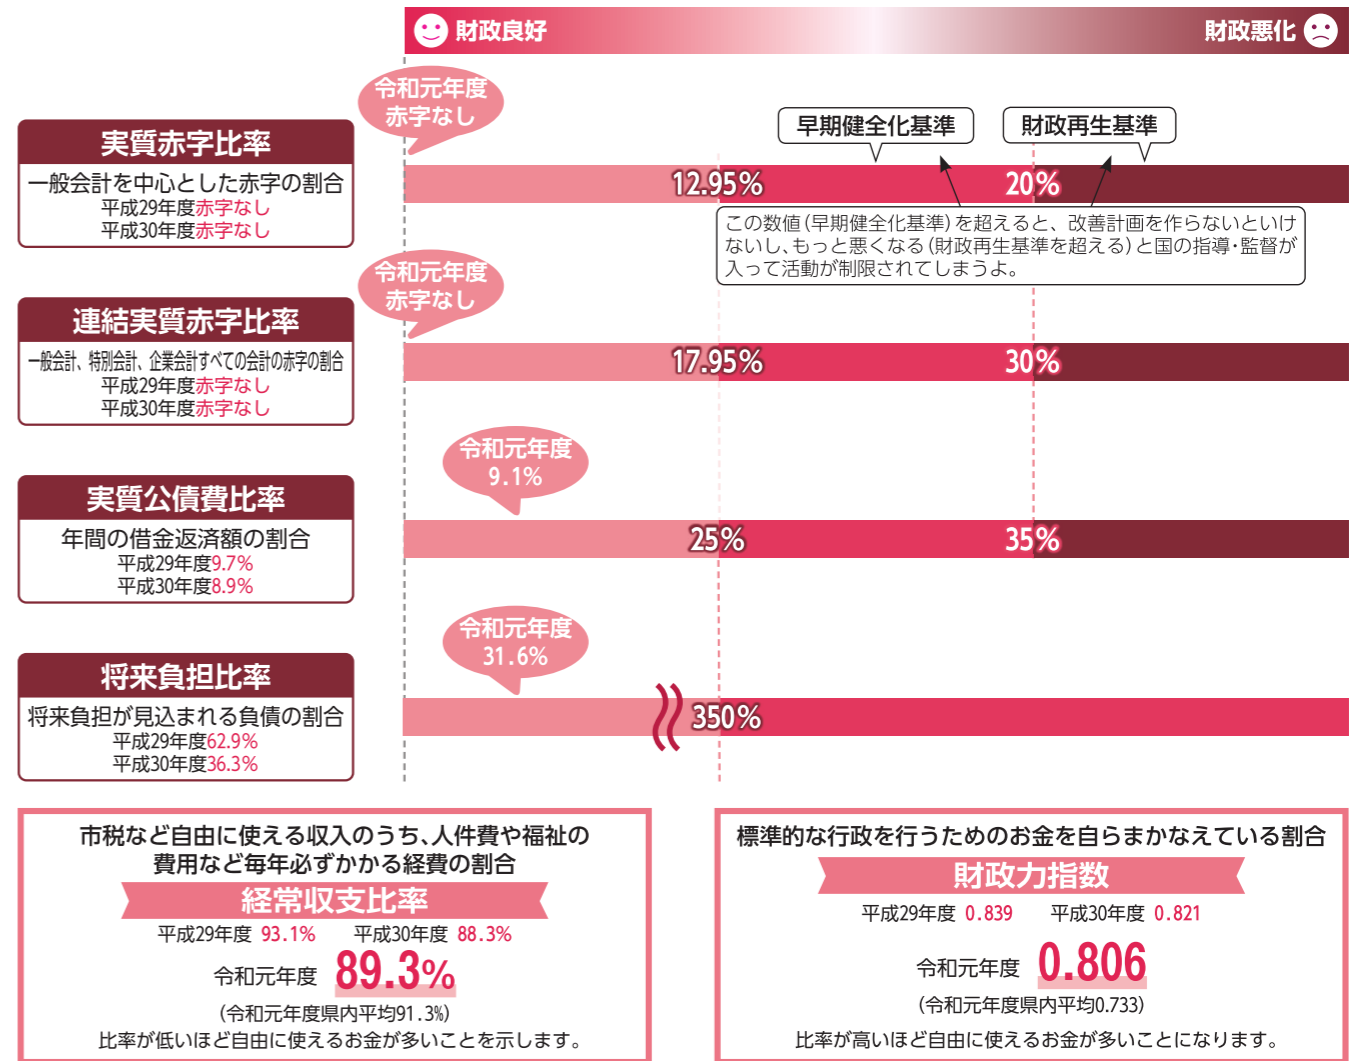 財政良好
財政悪化
令和元年度
赤字なし
早期健全化基準
財政再生基準
実質赤字比率
一般会計を中心とした赤字の割合
平成29年度赤字なし
平成30年度赤字なし
12.95%
20%
この数値(早期健全化基準)を超えると、改善計画を作らないといけ
ないし、もっと悪くなる(財政再生基準を超える)と国の指導・監督が
入って活動が制限されてしまうよ。
令和元年度
赤字なし
連結実質赤字比率
一般会計、特別会計、企業会計すべての会計の赤字の割合
平成29年度赤字なし
平成30年度赤字なし
17.95%
30%
令和元年度
9.1%
実質公債費比率
年間の借金返済額の割合
平成29年度9.7%
平成30年度8.9%
25%
35%
令和元年度
31.6%
将来負担比率
将来負担が見込まれる負債の割合
平成29年度62.9%
平成30年度36.3%
350%
市税など自由に使える収入のうち、人件費や福祉の
費用など毎年必ずかかる経費の割合
経常収支比率
平成29年度 93.1% 平成30年度 88.3%
令和元年度 89.3%
(令和元年度県内平均91.3%)
比率が低いほど自由に使えるお金が多いことを示します。
標準的な行政を行うためのお金を自らまかなえている割合
財政力指数
平成29年度 0.839 平成30年度 0.821
令和元年度 0.806
(令和元年度県内平均0.733)
比率が高いほど自由に使えるお金が多いことになります。